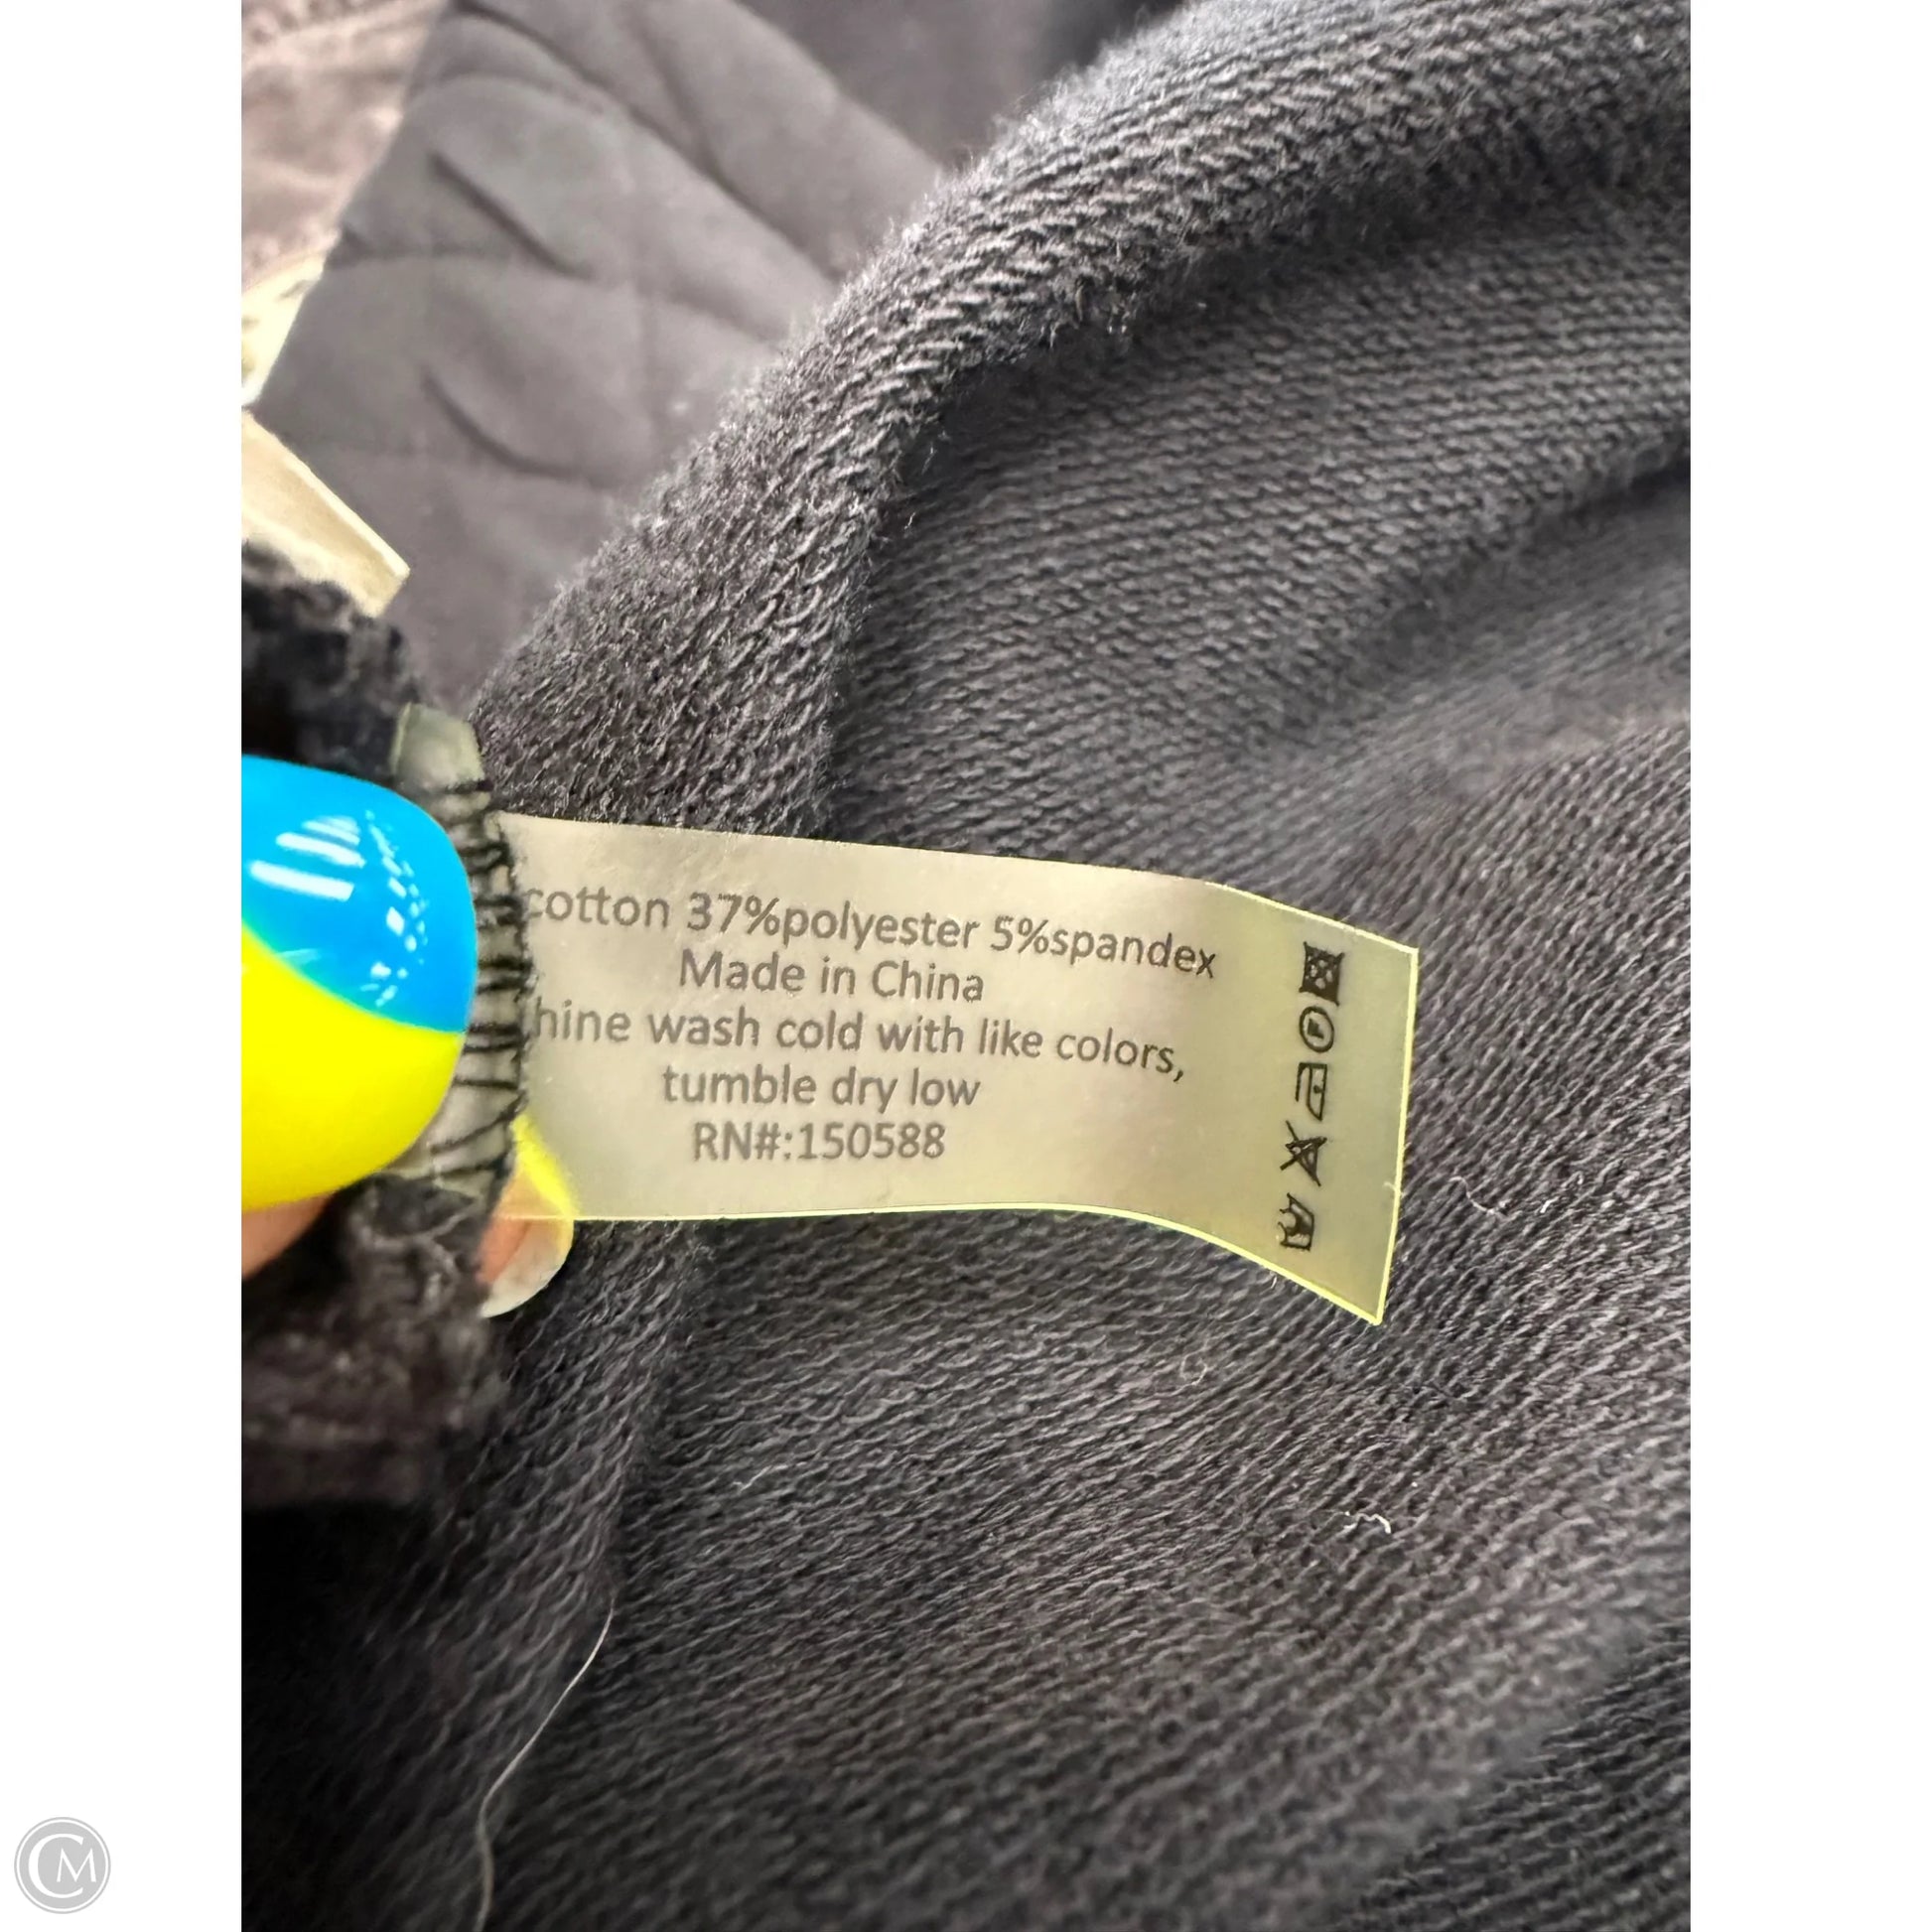 cotton 37%polyester 5%spandex
Made in China
hine wash cold with like colors,
tumble dry low
RN#:150588
CM